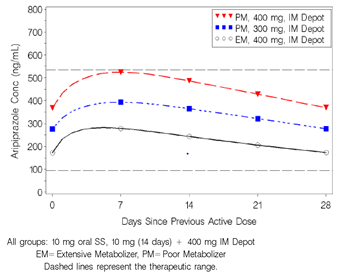 800
700
600
500
400
300
200
100
0
Aripiprazole Conc (ng/mL)
PM, 400 mg, IM Depot
PM, 300 mg, IM Depot
EM, 400 mg, IM Depot
0 7 14 21 28
Days Since Previous Active Dose
All groups: 10 mg oral SS, 10 mg (14 days) + 400 mg IM Depot
EM= Extensive Metabolizer, PM= Poor Metabolizer
Dashed lines represent the therapeutic range.